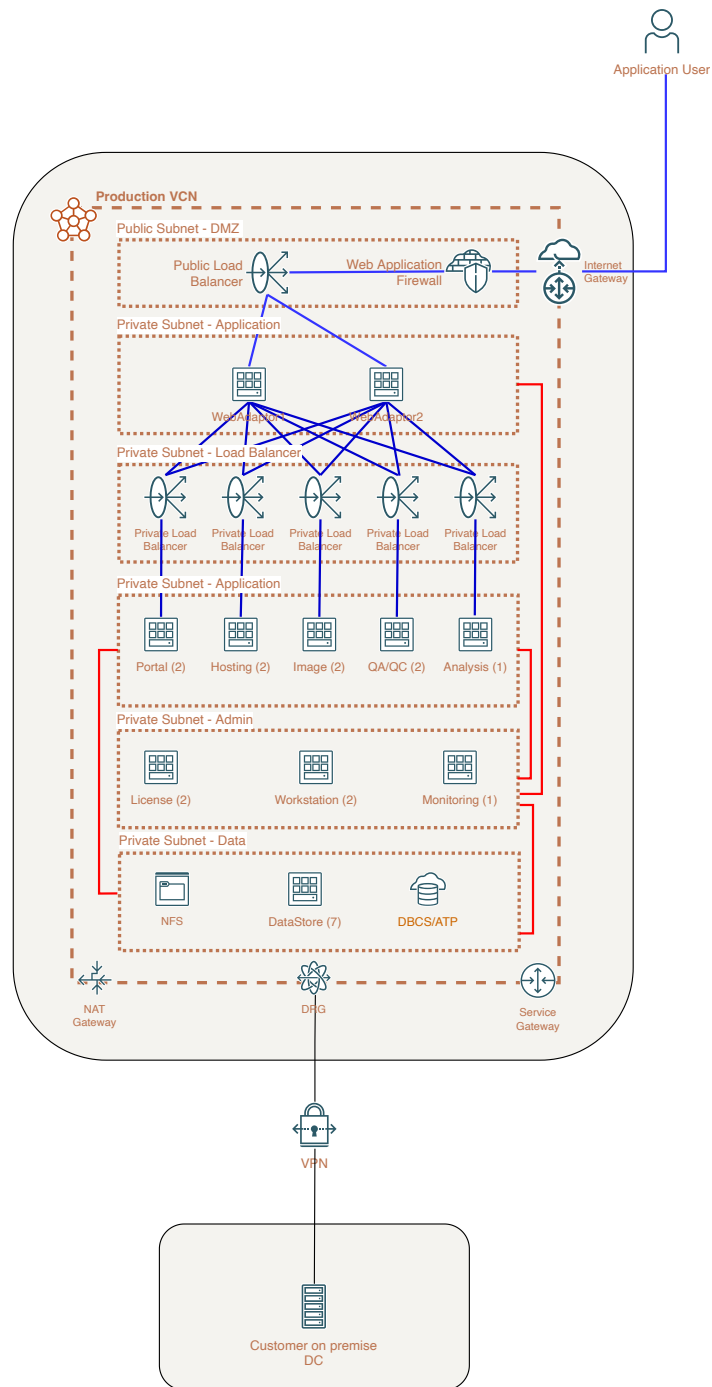 Application User
Production VCN
Public Subnet - DMZ
Public Load
Balancer
Web Application
Firewall
Internet
Gateway
Private Subnet - Application
WebAdaptor1
WebAdaptor2
Private Subnet - Load Balancer
Private Load
Balancer
Private Load
Balancer
Private Load
Balancer
Private Load
Balancer
Private Load
Balancer
Private Subnet - Application
Portal (2)
Hosting (2)
Image (2)
QA/QC (2)
Analysis (1)
Private Subnet - Admin
License (2)
Workstation (2)
Monitoring (1)
Private Subnet - Data
NFS
DataStore (7)
DBCS/ATP
NAT
Gateway
DRG
Service
Gateway
VPN
Customer on premise
DC